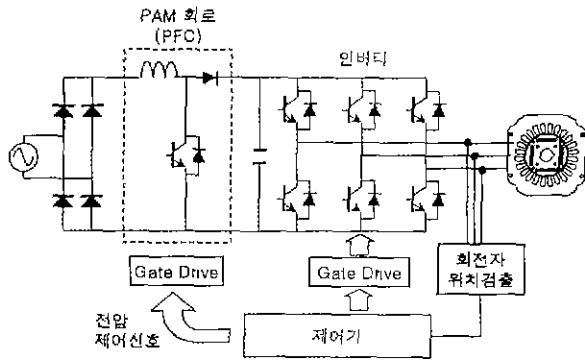 PAM 회로
(PFC)
인버터
Gate Drive
Gate Drive
회전자
위치검출
전압
제어신호
제어기